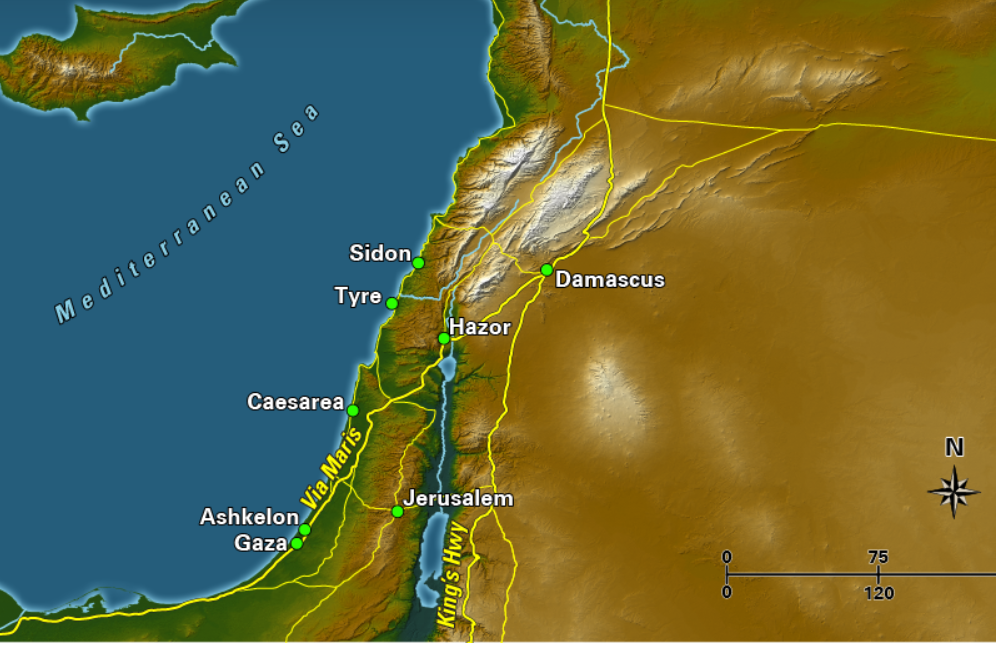 Mediterranean Sea
Sidon
Tyre
Damascus
Hazor
Caesarea
Via Maris
Jerusalem
Ashkelon
Gaza
King's Hwy
N
0
75
0
120